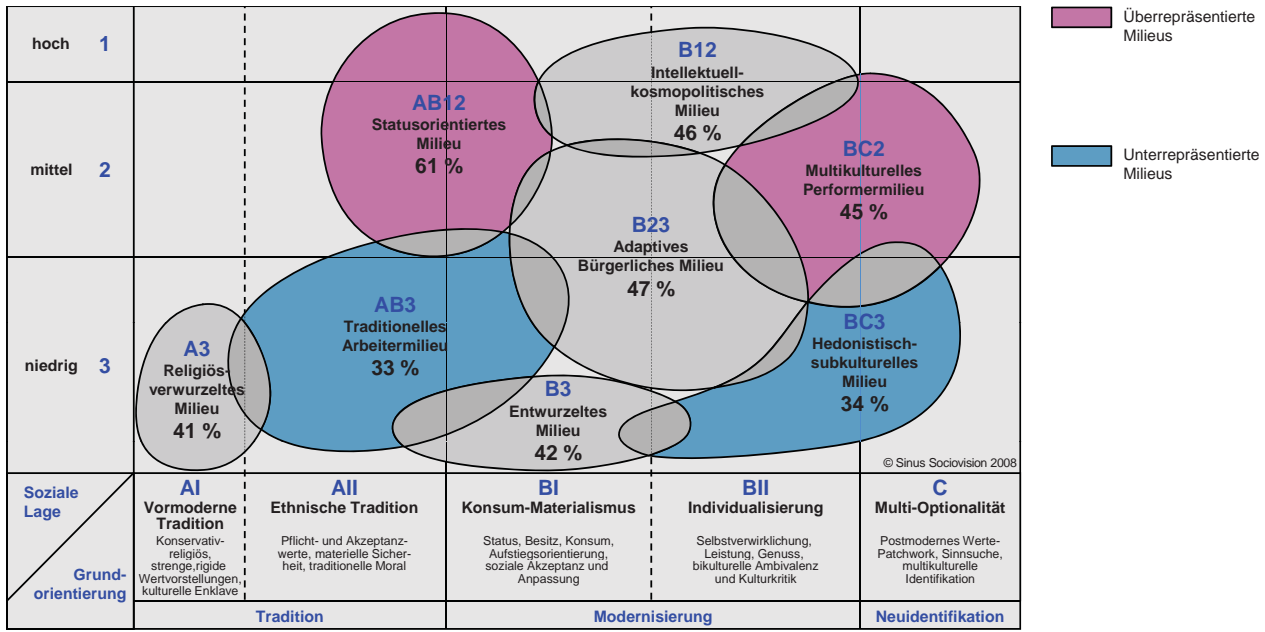 hoch 1
mittel 2
niedrig 3
AB12
Statusorientiertes
Milieu
61 %
B12
Intellektuell-
kosmopolitisches
Milieu
46 %
BC2
Multikulturelles
Performermilieu
45 %
B23
Adaptives
Bürgerliches Milieu
47 %
AB3
Traditionelles
Arbeitermilieu
33 %
A3
Religiös-
verwurzeltes
Milieu
41 %
B3
Entwurzeltes
Milieu
42 %
BC3
Hedonistisch-
subkulturelles
Milieu
34 %
© Sinus Sociovision 2008
Soziale
Lage
Grund-
orientierung
AI
Vormoderne
Tradition
Konservativ-
religiös,
strenge,rigide
Wertvorstellungen,
kulturelle Enklave
AII
Ethnische Tradition
Pflicht- und Akzeptanz-
werte, materielle Sicher-
heit, traditionelle Moral
BI
Konsum-Materialismus
Status, Besitz, Konsum,
Aufstiegsorientierung,
soziale Akzeptanz und
Anpassung
BII
Individualisierung
Selbstverwirklichung,
Leistung, Genuss,
bikulturelle Ambivalenz
und Kulturkritik
C
Multi-Optionalität
Postmodernes Werte-
Patchwork, Sinnsuche,
multikulturelle
Identifikation
Tradition
Modernisierung
Neuidentifikation
Überrepräsentierte
Milieus
Unterrepräsentierte
Milieus